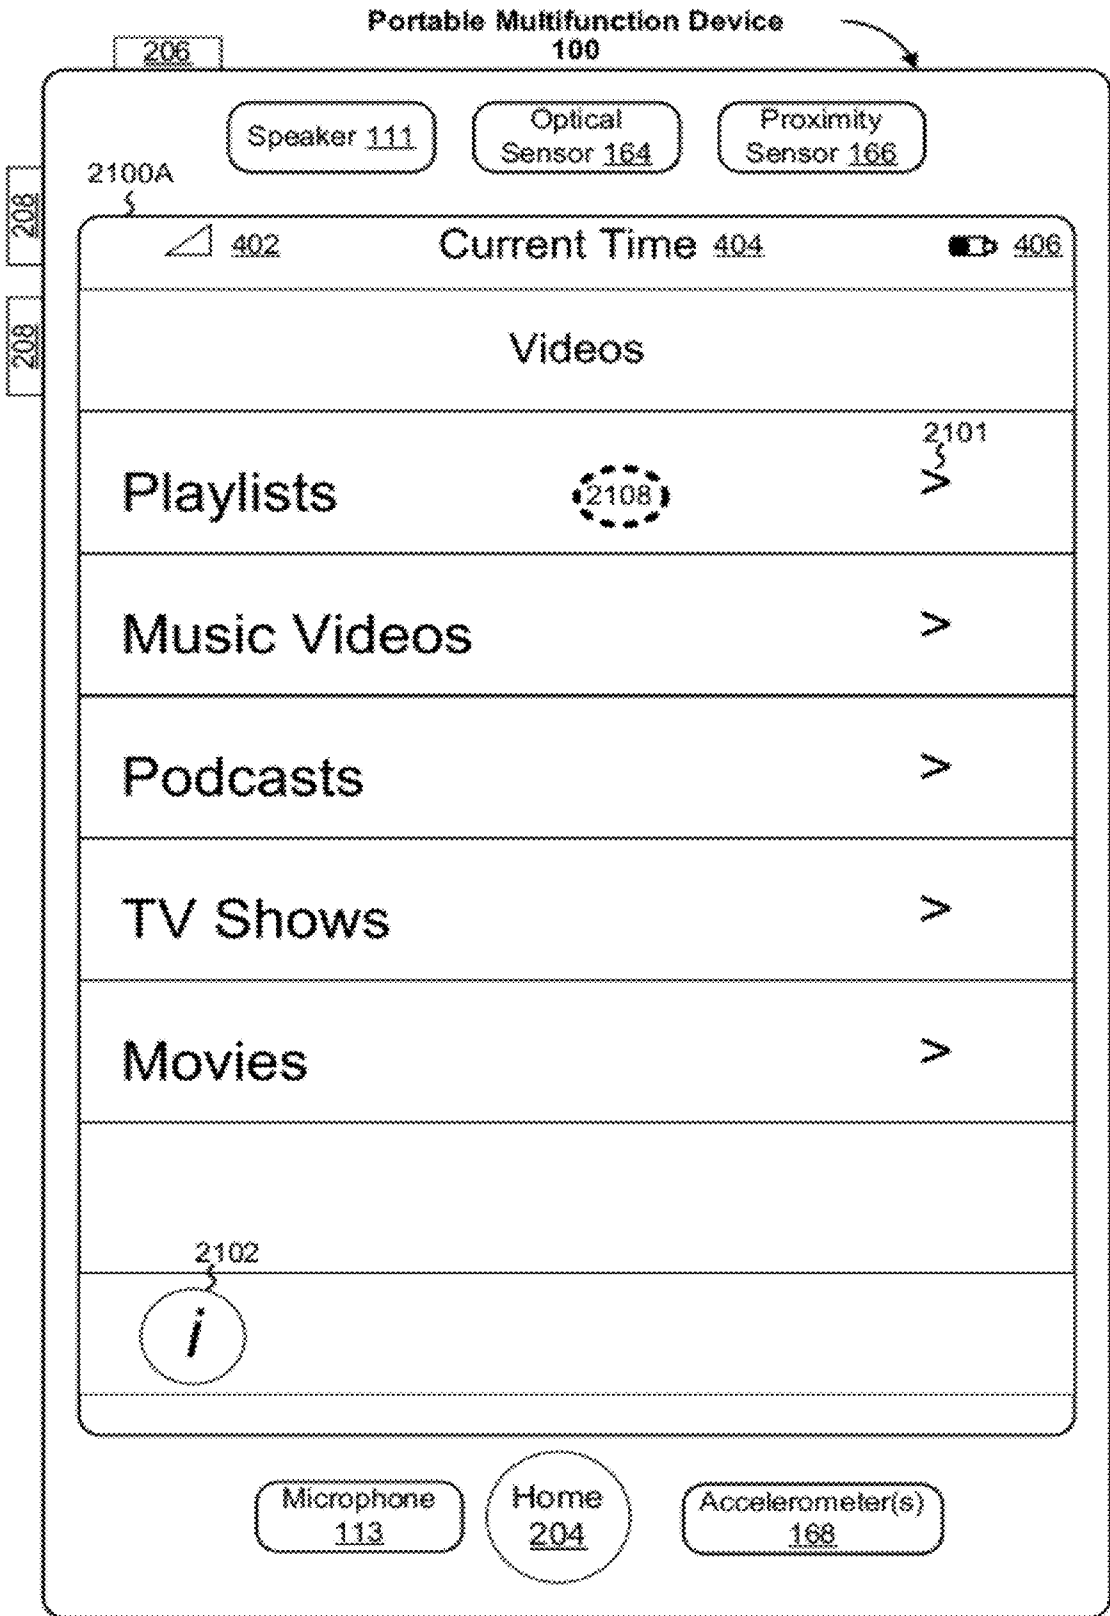 Portable Multifunction Device
100
206
Speaker 111
Optical
Sensor 164
Proximity
Sensor 166
2100A
208
402
Current Time 404
406
208
Videos
2101
Playlists
2108
>
Music Videos
>
Podcasts
>
TV Shows
>
Movies
>
2102
i
Microphone
113
Home
204
Accelerometer(s)
168